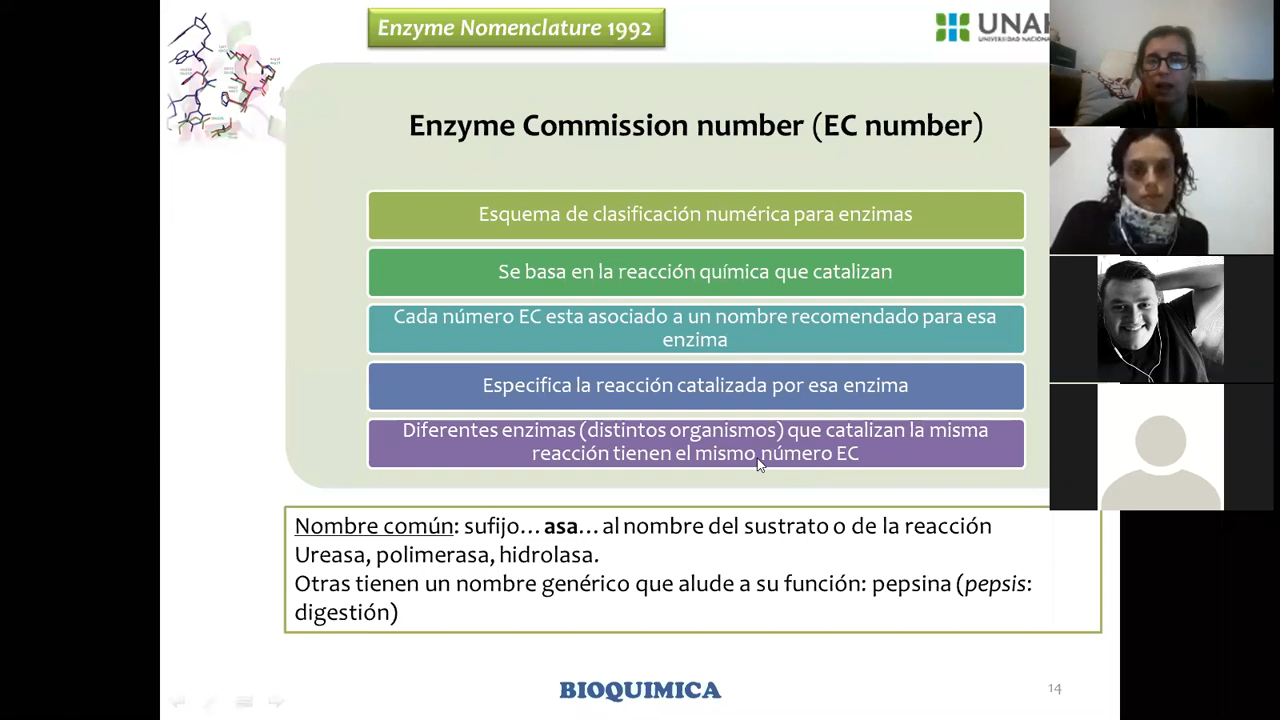 Enzyme Nomenclature 1992
UNA
UNIVERSIDAD NACIONAL
Enzyme Commission number (EC number)
Esquema de clasificación numérica para enzimas
Se basa en la reacción química que catalizan
Cada número EC esta asociado a un nombre recomendado para esa
enzima
Especifica la reacción catalizada por esa enzima
Diferentes enzimas (distintos organismos) que catalizan la misma
reacción tienen el mismo número EC
Nombre común: sufijo... asa... al nombre del sustrato o de la reacción
Ureasa, polimerasa, hidrolasa.
Otras tienen un nombre genérico que alude a su función: pepsina (pepsis:
digestión)
BIOQUIMICA
14